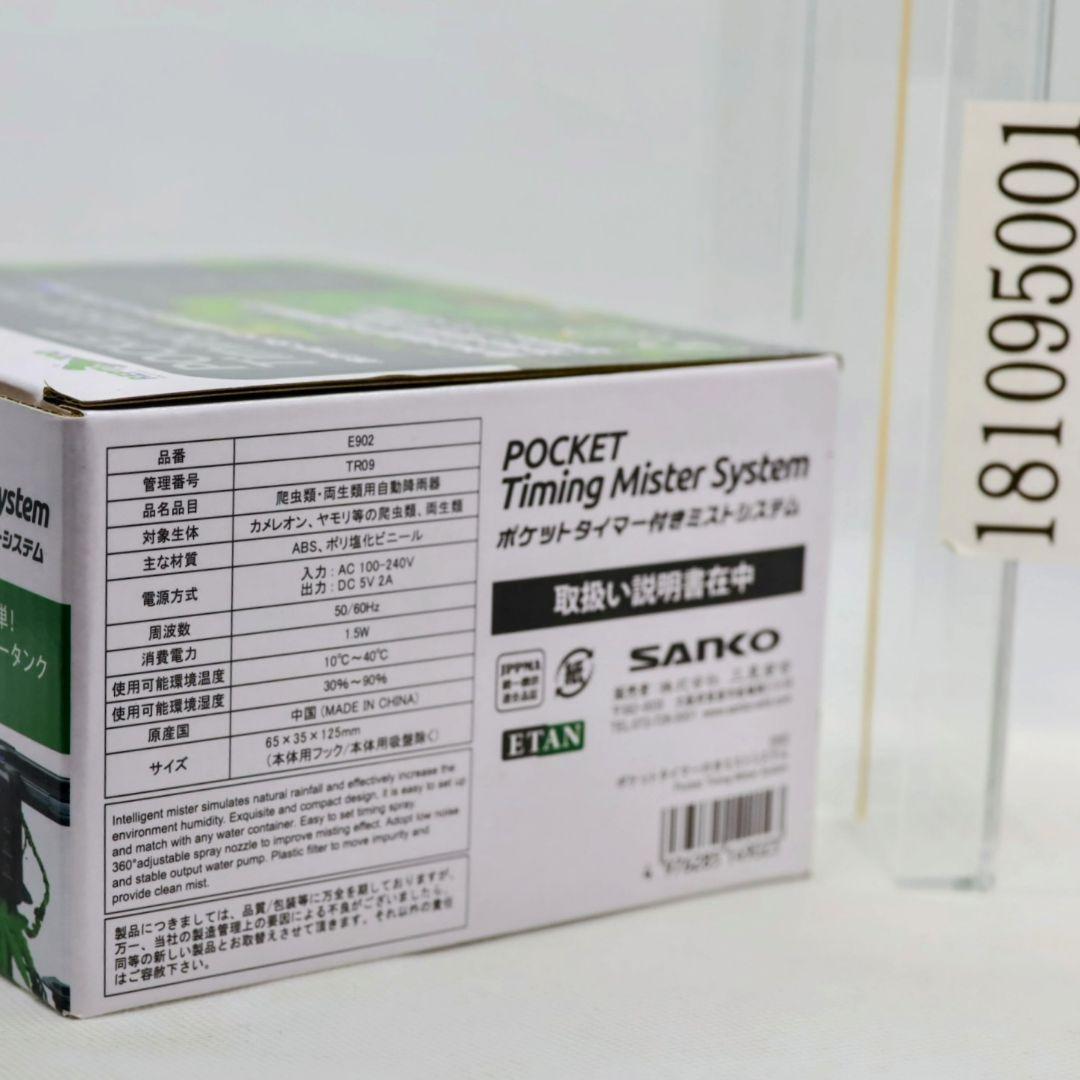 品番 E902
管理番号 TR09
品名品目 爬虫類・両生類用自動降雨器
対象生体 カメレオン、ヤモリ等の爬虫類、両生類
主な材質 ABS、ポリ塩化ビニール
電源方式 入力：AC 100-240V
出力：DC 5V 2A
周波数 50/60Hz
消費電力 1.5W
使用可能環境温度 10℃～40℃
使用可能環境湿度 30%～90%
原産国 中国（MADE IN CHINA）
サイズ 65×35×125mm
（本体用フック/本体用吸盤除く）
Intelligent mister simulates natural rainfall and effectively increase the
environment humidity. Exquisite and compact design, it is easy to set up
and match with any water container. Easy to set timing spray.
360°adjustable spray nozzle to improve misting effect. Adopt low noise
and stable output water pump. Plastic filter to move impurity and
provide clean mist.
製品につきましては、品質/包装等に万全を期しておりますが、
万一、当社の製造管理上の要因による不良がございましたら、
同等の新しい製品とお取替えさせて頂きます。それ以外の責任
はご容赦下さい。
POCKET
Timing Mister System
ポケットタイマー付きミストシステム
取扱い説明書在中
SANKO
紙
ETAN
ystem
システム
単!
ータンク
181095001